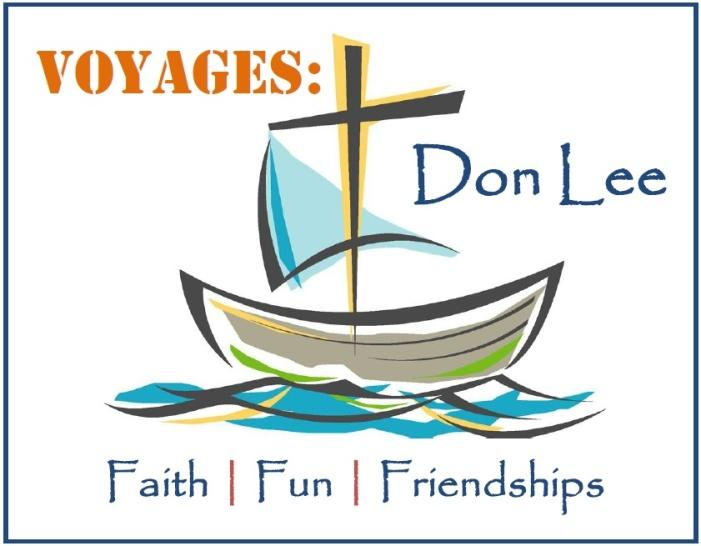 VOYAGES:
Don Lee
Faith | Fun | Friendships